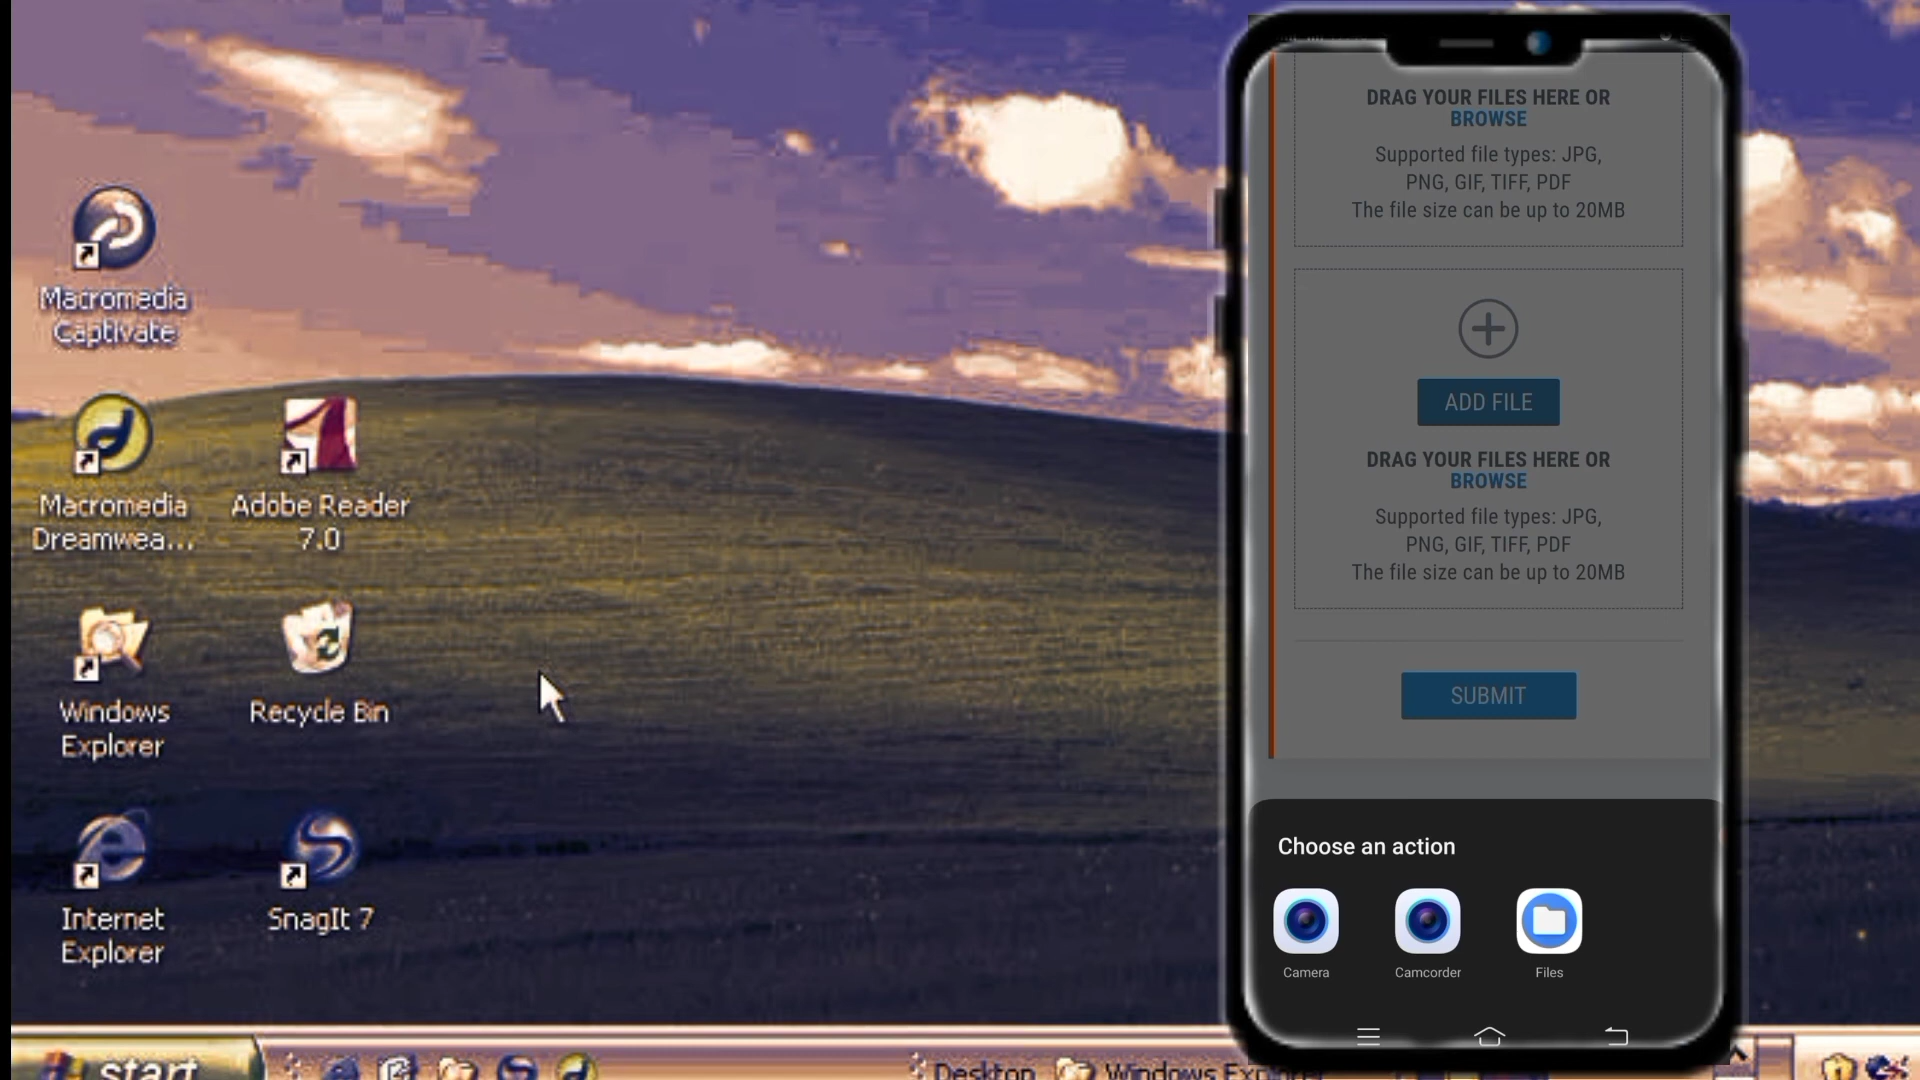 Macromedia
Captivate
Macromedia
Dreamwea...
Adobe Reader
7.0
Windows
Explorer
Recycle Bin
Internet
Explorer
SnagIt 7
start
Desktop
Windows
DRAG YOUR FILES HERE OR
BROWSE
Supported file types: JPG,
PNG, GIF, TIFF, PDF
The file size can be up to 20MB
ADD FILE
DRAG YOUR FILES HERE OR
BROWSE
Supported file types: JPG,
PNG, GIF, TIFF, PDF
The file size can be up to 20MB
SUBMIT
Choose an action
Camera
Camcorder
Files